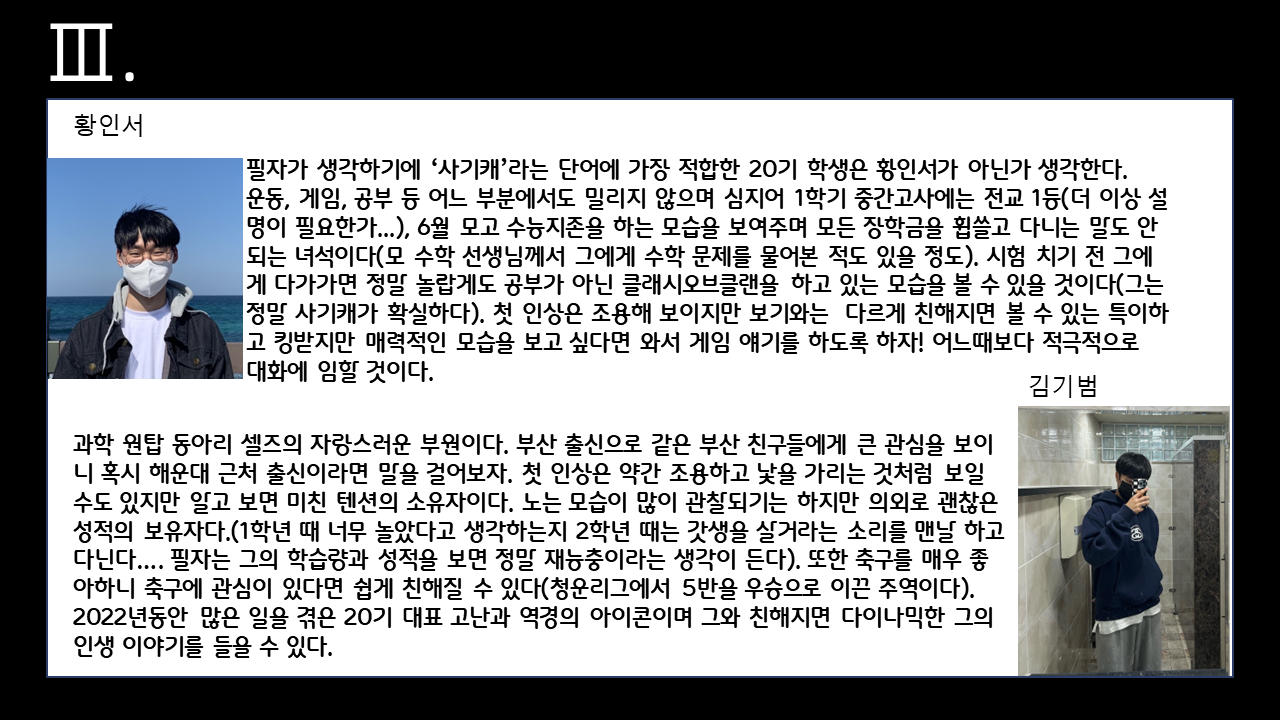 Ⅲ.
황인서
필자가 생각하기에 ‘사기캐’라는 단어에 가장 적합한 20기 학생은 황인서가 아닌가 생각한다.
운동, 게임, 공부 등 어느 부분에서도 밀리지 않으며 심지어 1학기 중간고사에는 전교 1등(더 이상 설
명이 필요한가...), 6월 모고 수능지존을 하는 모습을 보여주며 모든 장학금을 휩쓸고 다니는 말도 안
되는 녀석이다(모 수학 선생님께서 그에게 수학 문제를 물어본 적도 있을 정도). 시험 치기 전 그에
게 다가가면 정말 놀랍게도 공부가 아닌 클래시오브클랜을 하고 있는 모습을 볼 수 있을 것이다(그는
정말 사기캐가 확실하다). 첫 인상은 조용해 보이지만 보기와는 다르게 친해지면 볼 수 있는 특이하
고 킹받지만 매력적인 모습을 보고 싶다면 와서 게임 얘기를 하도록 하자! 어느때보다 적극적으로
대화에 임할 것이다.
김기범
과학 원탑 동아리 셀즈의 자랑스러운 부원이다. 부산 출신으로 같은 부산 친구들에게 큰 관심을 보이
니 혹시 해운대 근처 출신이라면 말을 걸어보자. 첫 인상은 약간 조용하고 낯을 가리는 것처럼 보일
수도 있지만 알고 보면 미친 텐션의 소유자이다. 노는 모습이 많이 관찰되기는 하지만 의외로 괜찮은
성적의 보유자다.(1학년 때 너무 놀았다고 생각하는지 2학년 때는 갓생을 살거라는 소리를 맨날 하고
다닌다.... 필자는 그의 학습량과 성적을 보면 정말 재능충이라는 생각이 든다). 또한 축구를 매우 좋
아하니 축구에 관심이 있다면 쉽게 친해질 수 있다(청운리그에서 5반을 우승으로 이끈 주역이다).
2022년동안 많은 일을 겪은 20기 대표 고난과 역경의 아이콘이며 그와 친해지면 다이나믹한 그의
인생 이야기를 들을 수 있다.